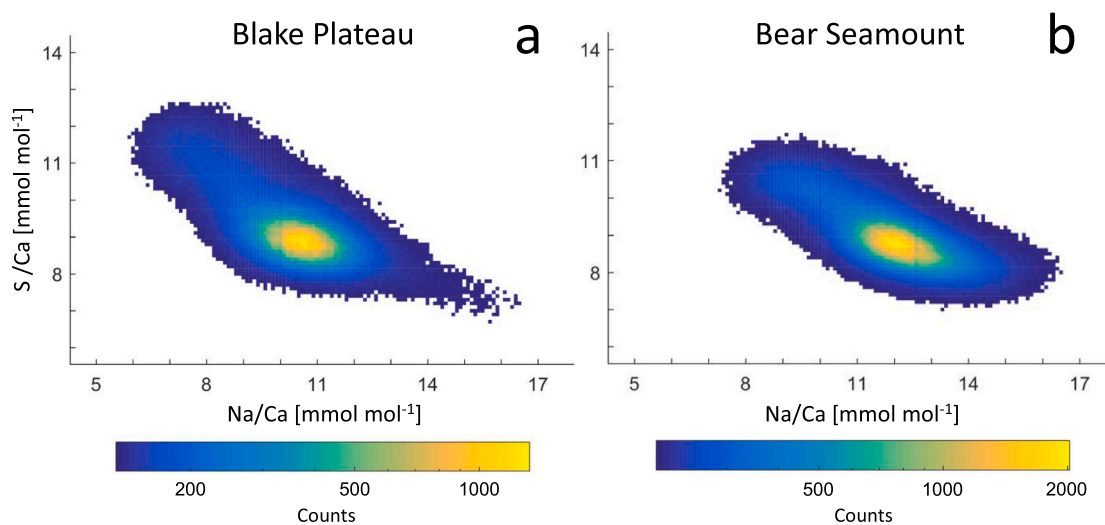 Blake Plateau a
Bear Seamount b
S /Ca [mmol mol-1]
14
11
8
5 8 11 14 17
Na/Ca [mmol mol-1]
200 500 1000
Counts
14
11
8
5 8 11 14 17
Na/Ca [mmol mol-1]
500 1000 2000
Counts